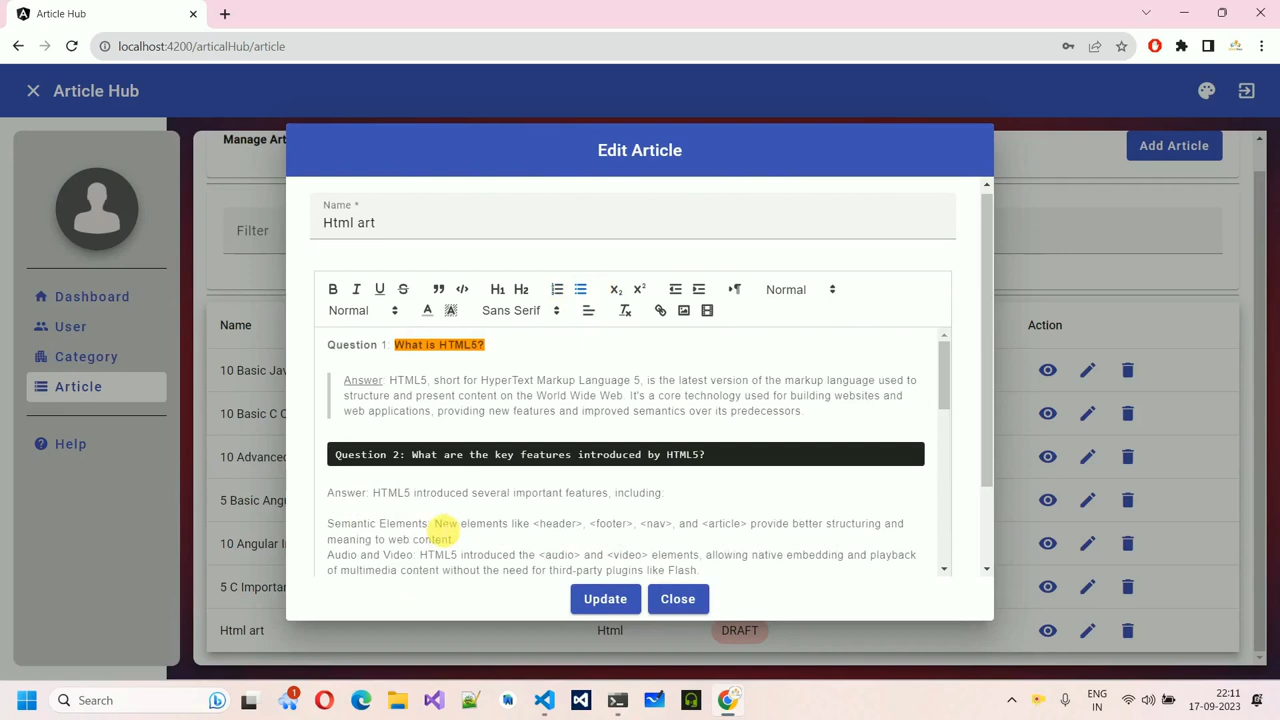 Article Hub
localhost:4200/articalHub/article
Article Hub
Manage Art
Add Article
Edit Article
Name *
Html art
Filter
Dashboard
User
Category
Article
Help
B I U S H1 H2 Normal
Normal A A Sans Serif
Question 1: What is HTML5?
Answer: HTML5, short for HyperText Markup Language 5, is the latest version of the markup language used to
structure and present content on the World Wide Web. It's a core technology used for building websites and
web applications, providing new features and improved semantics over its predecessors.
Question 2: What are the key features introduced by HTML5?
Answer: HTML5 introduced several important features, including:
Semantic Elements: New elements like <header>, <footer>, <nav>, and <article> provide better structuring and
meaning to web content.
Audio and Video: HTML5 introduced the <audio> and <video> elements, allowing native embedding and playback
of multimedia content without the need for third-party plugins like Flash.
Update
Close
Name
Action
10 Basic Jav
10 Basic C C
10 Advanced
5 Basic Angu
10 Angular I
5 C Importan
Html art Html DRAFT
Search
1
ENG
IN
22:11
17-09-2023